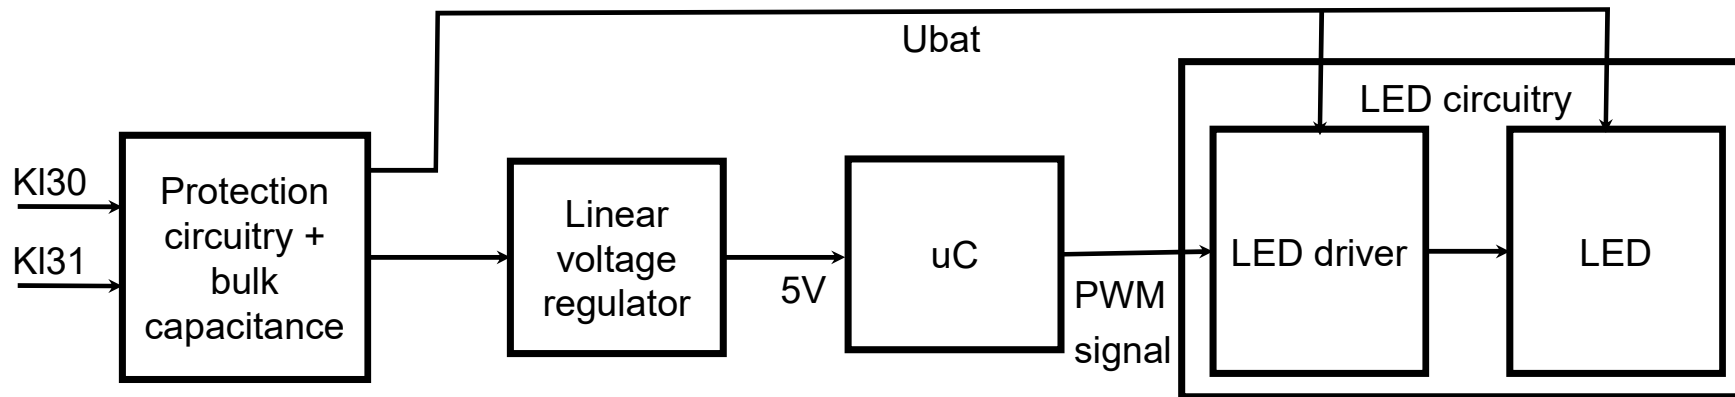 Ubat
LED circuitry
Kl30
Kl31
Protection
circuitry +
bulk
capacitance
Linear
voltage
regulator
5V
uC
PWM
signal
LED driver
LED